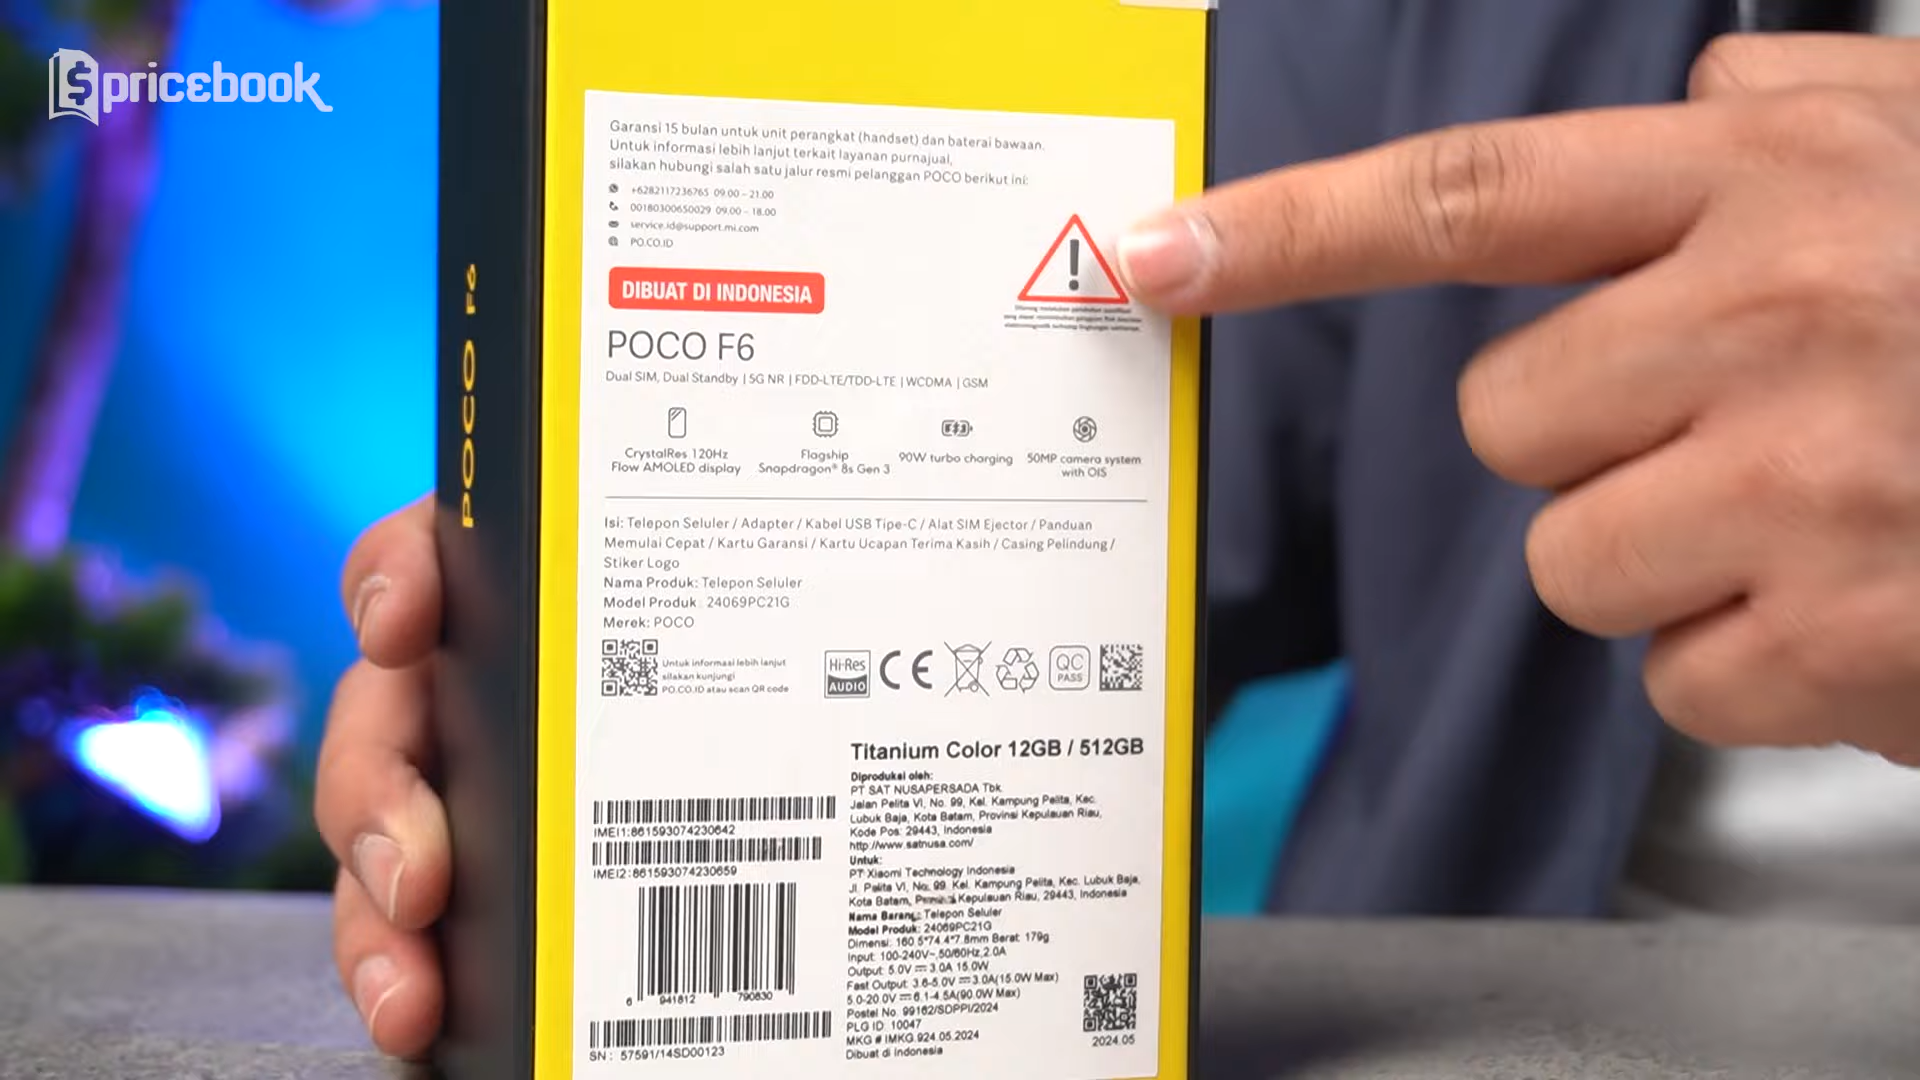 pricebook
Garansi 15 bulan untuk unit perangkat (handset) dan baterai bawaan.
Untuk informasi lebih lanjut terkait layanan purnajual,
silakan hubungi salah satu jalur resmi pelanggan POCO berikut ini:
+6282117236765 09.00 – 21.00
00180300650029 09.00 – 18.00
service.id@support.mi.com
PO.CO.ID
DIBUAT DI INDONESIA
POCO F6
POCO F6
Dual SIM, Dual Standby | 5G NR | FDD-LTE/TDD-LTE | WCDMA | GSM
CrystalRes 120Hz
Flow AMOLED display
Flagship
Snapdragon® 8s Gen 3
90W turbo charging
50MP camera system
with OIS
Isi: Telepon Seluler / Adapter / Kabel USB Tipe-C / Alat SIM Ejector / Panduan
Memulai Cepat / Kartu Garansi / Kartu Ucapan Terima Kasih / Casing Pelindung /
Stiker Logo
Nama Produk: Telepon Seluler
Model Produk : 24069PC21G
Merek: POCO
Untuk informasi lebih lanjut
silakan kunjungi
PO.CO.ID atau scan QR code
Hi-Res
AUDIO
CE
QC
PASS
Titanium Color 12GB / 512GB
Diproduksi oleh:
PT SAT NUSAPERSADA Tbk.
Jalan Pelita VI, No. 99, Kel. Kampung Pelita, Kec.
Lubuk Baja, Kota Batam, Provinsi Kepulauan Riau,
Kode Pos: 29443, Indonesia
http://www.satnusa.com/
Untuk:
PT Xiaomi Technology Indonesia
Jl. Pelita VI, No. 99. Kel. Kampung Pelita, Kec. Lubuk Baja,
Kota Batam, Kepulauan Riau, 29443, Indonesia
Nama Barang: Telepon Seluler
Model Produk: 24069PC21G
Dimensi: 160.5*74.4*7.8mm Berat: 179g
Input: 100-240V~,50/60Hz,2.0A
Output: 5.0V⎓3.0A 15.0W
Fast Output: 3.6-5.0V⎓3.0A(15.0W Max)
5.0-20.0V⎓6.1-4.5A(90.0W Max)
Postel No. 99162/SDPPI/2024
PLG ID: 10047
MKG # IMKG.924.05.2024
Dibuat di Indonesia
2024.05
IMEI1:861593074230642
IMEI2:861593074230659
6 941812 790830
SN : 57591/14SD00123